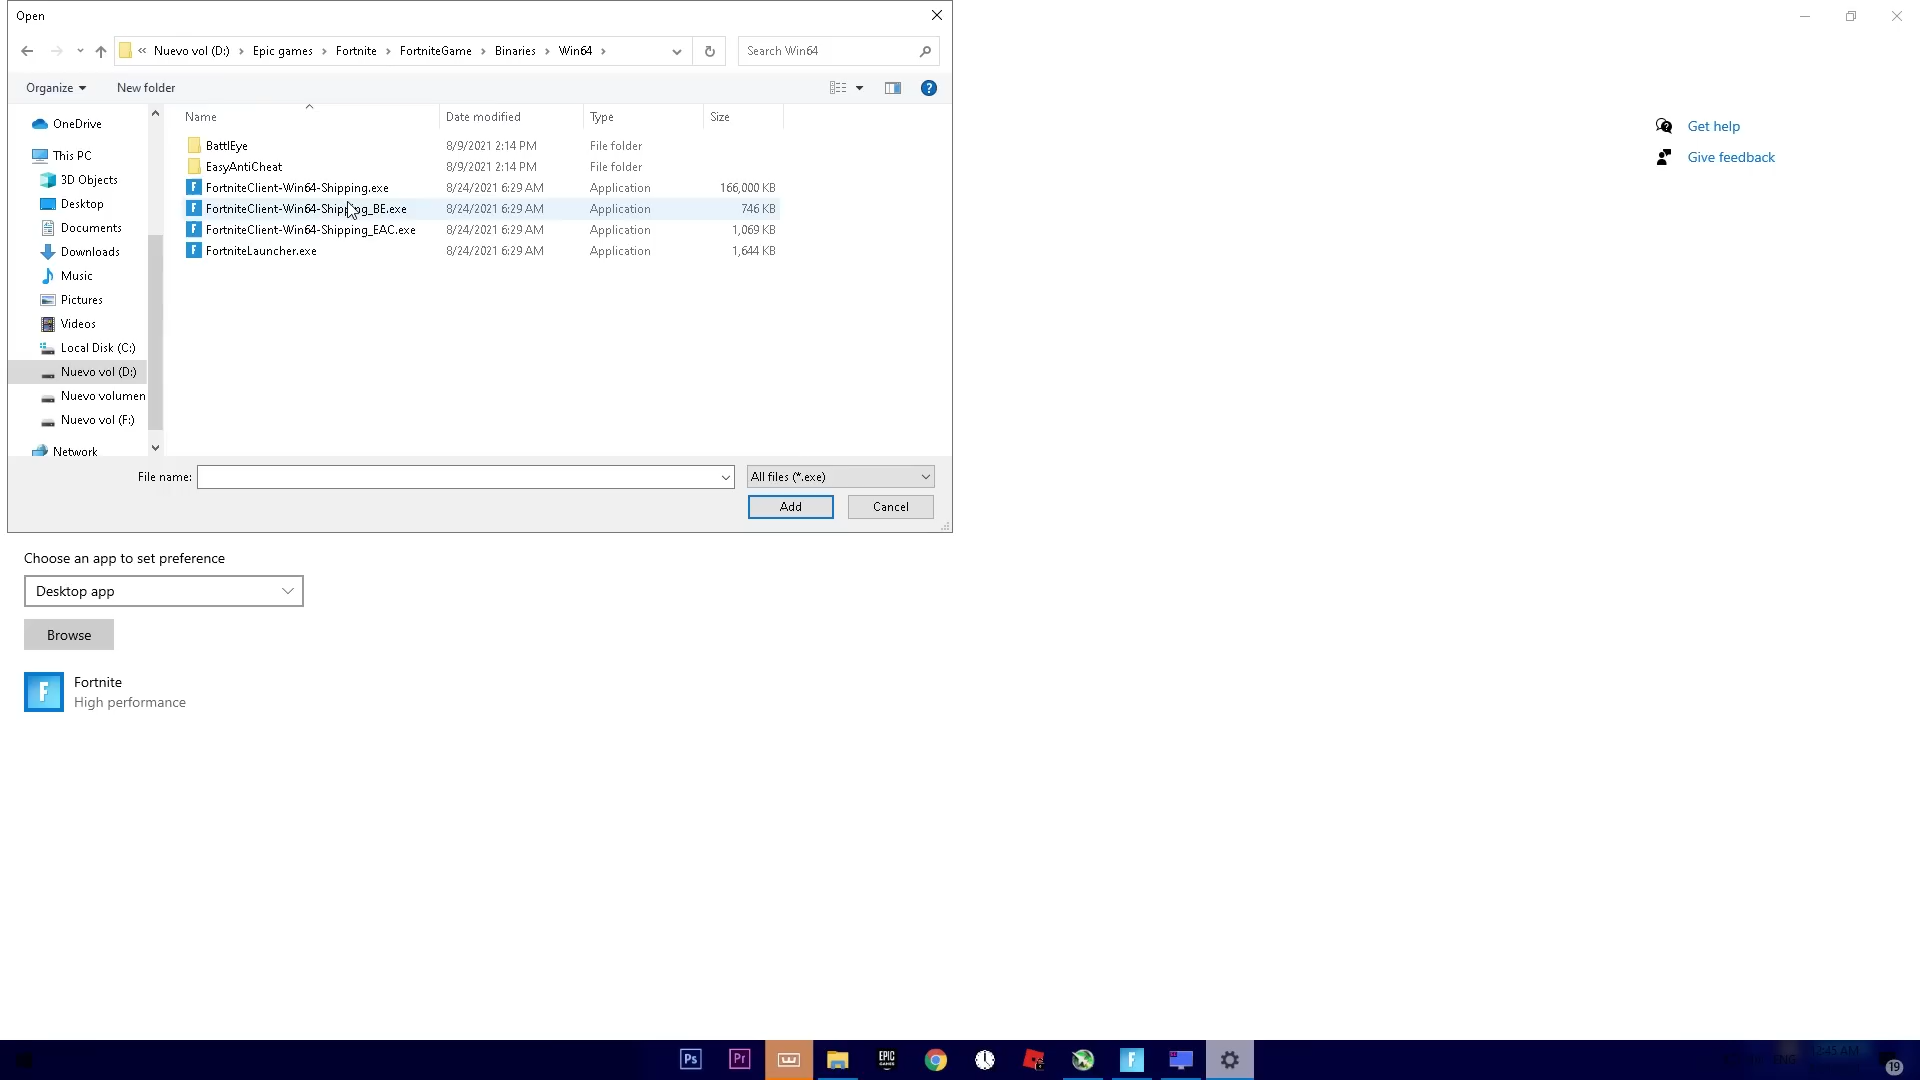 Open
« Nuevo vol (D:) › Epic games › Fortnite › FortniteGame › Binaries › Win64 ›
Search Win64
Organize
New folder
Name
Date modified
Type
Size
OneDrive
This PC
3D Objects
Desktop
Documents
Downloads
Music
Pictures
Videos
Local Disk (C:)
Nuevo vol (D:)
Nuevo volumen
Nuevo vol (F:)
Network
BattlEye 8/9/2021 2:14 PM File folder
EasyAntiCheat 8/9/2021 2:14 PM File folder
FortniteClient-Win64-Shipping.exe 8/24/2021 6:29 AM Application 166,000 KB
FortniteClient-Win64-Shipping_BE.exe 8/24/2021 6:29 AM Application 746 KB
FortniteClient-Win64-Shipping_EAC.exe 8/24/2021 6:29 AM Application 1,069 KB
FortniteLauncher.exe 8/24/2021 6:29 AM Application 1,644 KB
File name:
All files (*.exe)
Add
Cancel
Get help
Give feedback
Choose an app to set preference
Desktop app
Browse
F
Fortnite
High performance
Ps
Pr
EPIC
GAMES
F
ENG
19